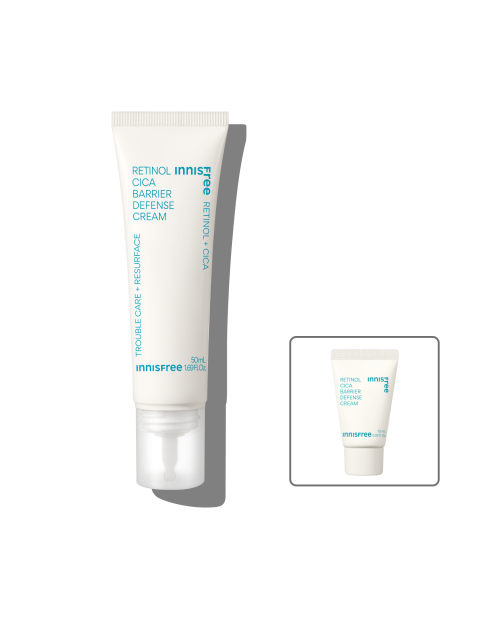 RETINOL
CICA
BARRIER
DEFENSE
CREAM
innisfree
RETINOL + CICA
TROUBLE CARE + RESURFACE
50mL
1.69Fl.Oz.
innisfree
RETINOL
CICA
BARRIER
DEFENSE
CREAM
innisfree
innisfree